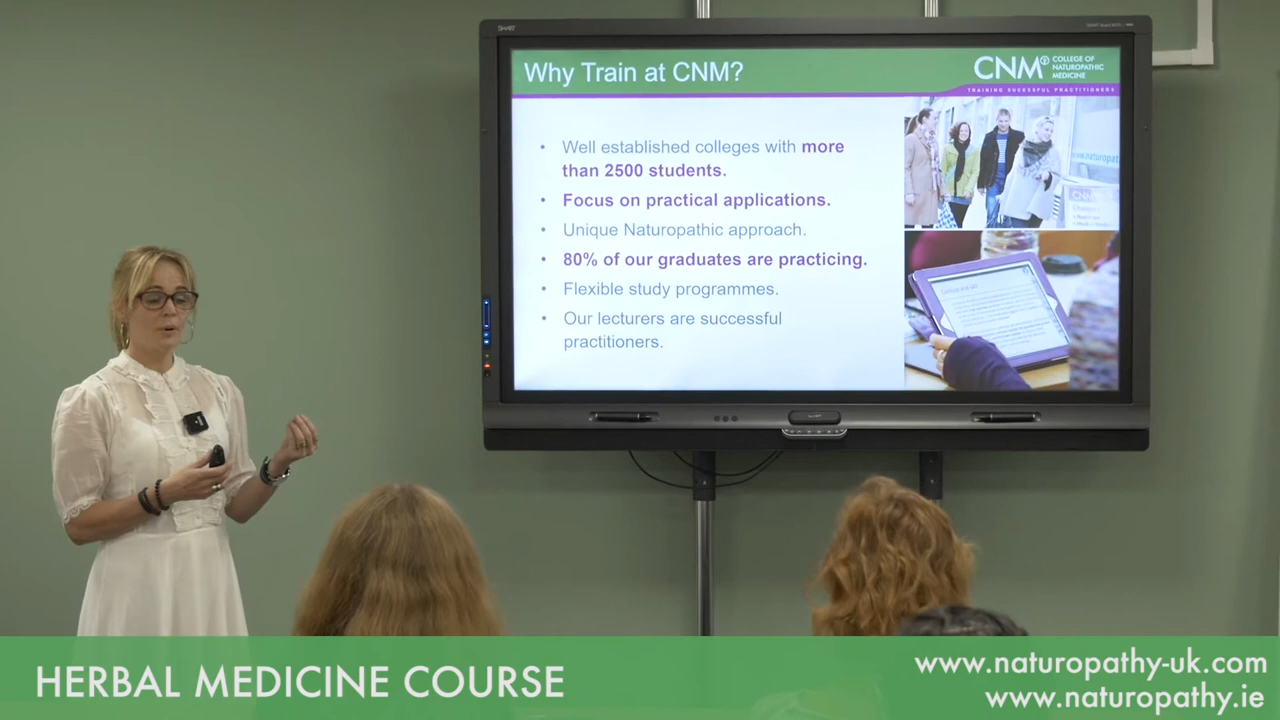 SMART
Why Train at CNM?
CNM
COLLEGE OF
NATUROPATHIC
MEDICINE
TRAINING SUCCESSFUL PRACTITIONERS
• Well established colleges with more
than 2500 students.
• Focus on practical applications.
• Unique Naturopathic approach.
• 80% of our graduates are practicing.
• Flexible study programmes.
• Our lecturers are successful
practitioners.
HERBAL MEDICINE COURSE
www.naturopathy-uk.com
www.naturopathy.ie